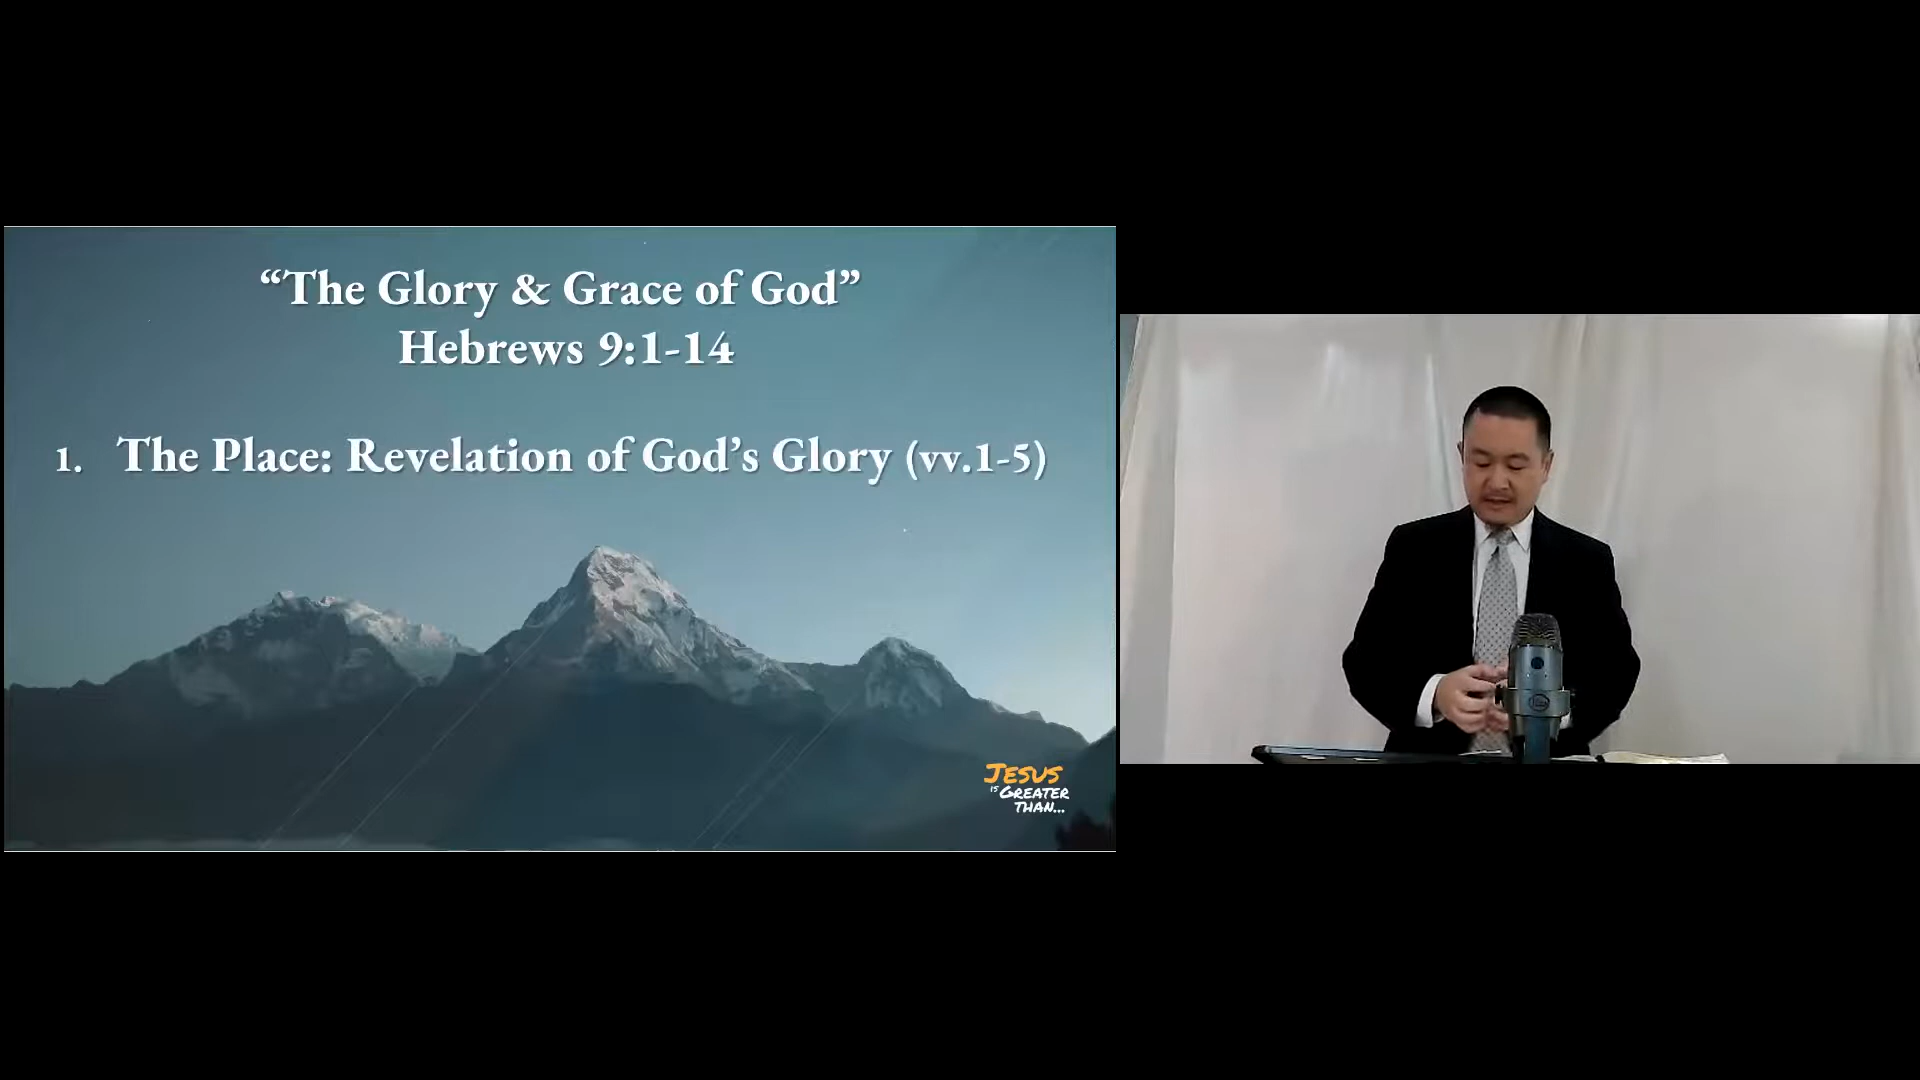 “The Glory & Grace of God”
Hebrews 9:1-14
1. The Place: Revelation of God’s Glory (vv.1-5)
JESUS
IS GREATER
THAN...